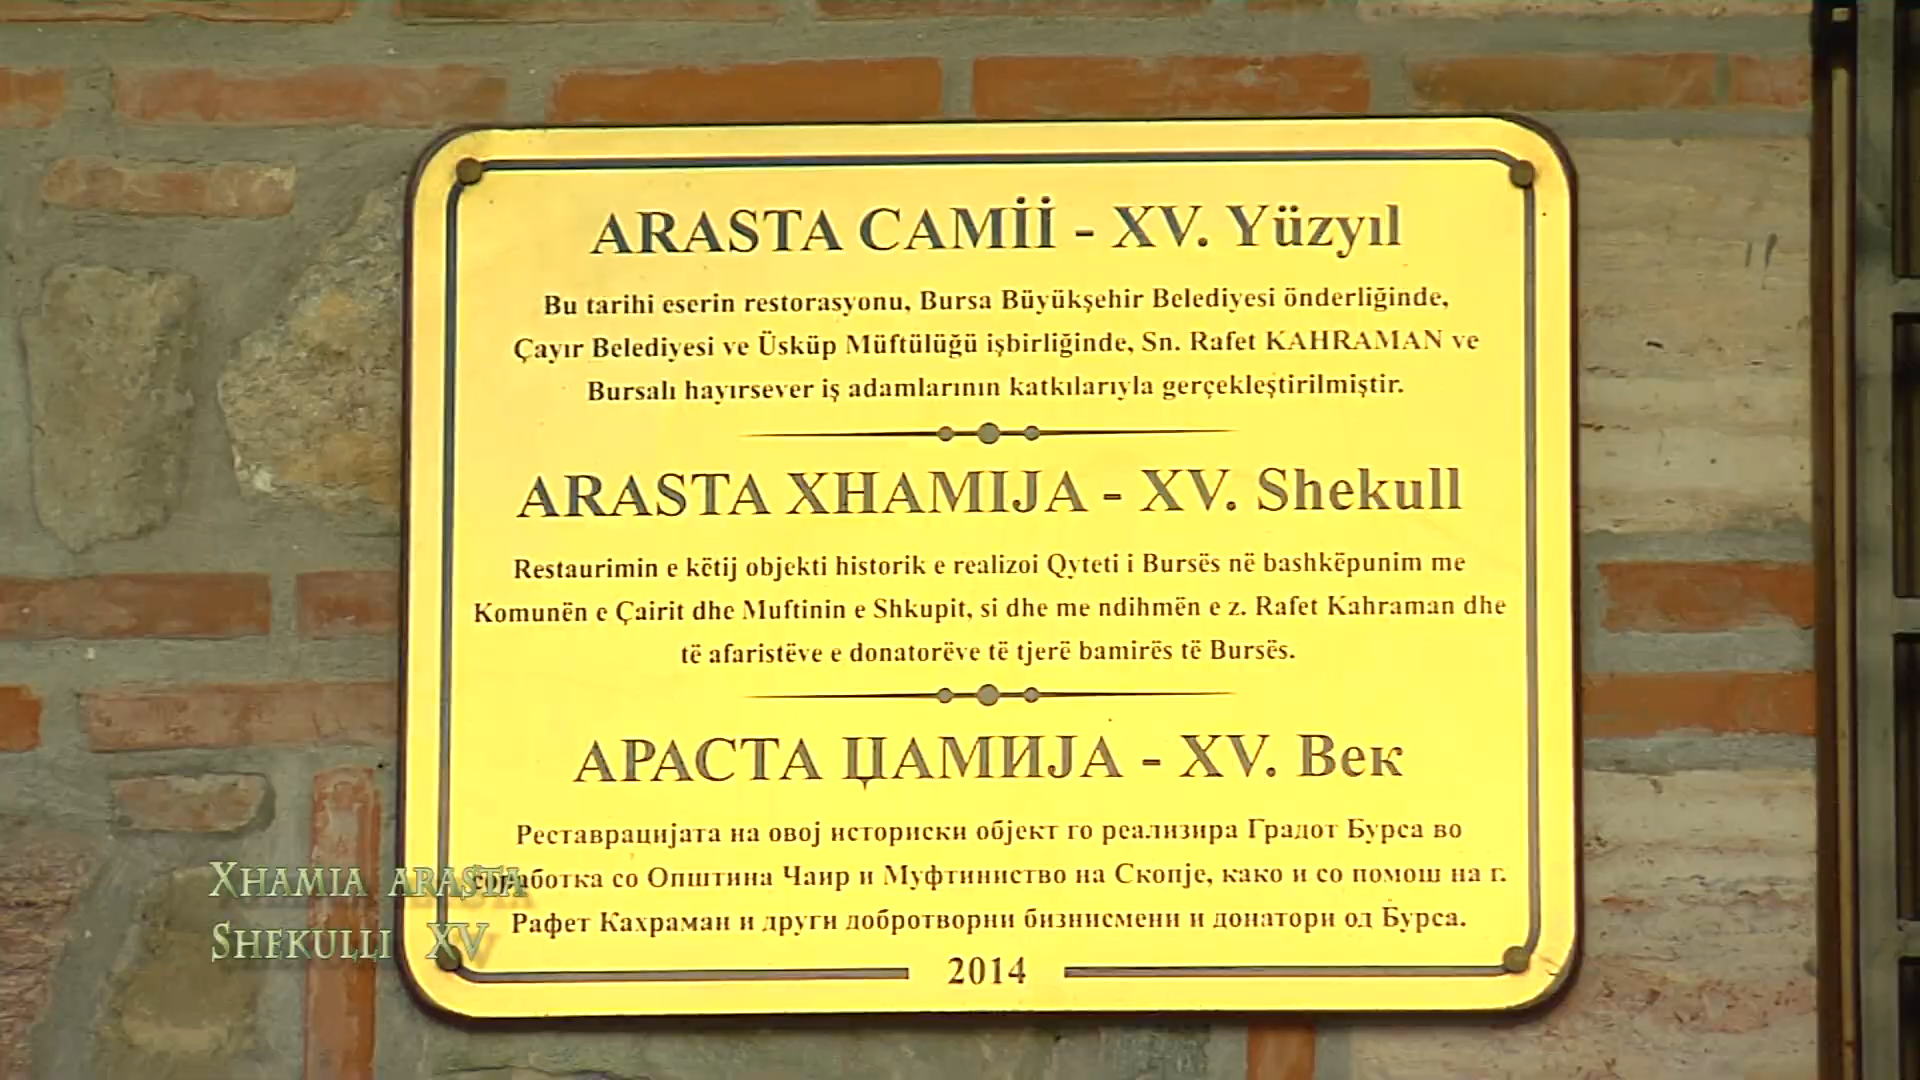 ARASTA CAMİİ - XV. Yüzyıl
Bu tarihi eserin restorasyonu, Bursa Büyükşehir Belediyesi önderliğinde,
Çayır Belediyesi ve Üsküp Müftülüğü işbirliğinde, Sn. Rafet KAHRAMAN ve
Bursalı hayırsever iş adamlarının katkılarıyla gerçekleştirilmiştir.
ARASTA XHAMIJA - XV. Shekull
Restaurimin e këtij objekti historik e realizoi Qyteti i Bursës në bashkëpunim me
Komunën e Çairit dhe Muftinin e Shkupit, si dhe me ndihmën e z. Rafet Kahraman dhe
të afaristëve e donatorëve të tjerë bamirës të Bursës.
АРАСТА ЏАМИЈА - XV. Век
Реставрацијата на овој историски објект го реализира Градот Бурса во
соработка со Општина Чаир и Муфтиниство на Скопје, како и со помош на г.
Рафет Кахраман и други добротворни бизнисмени и донатори од Бурса.
2014
Xhamia arasta
Shekulli XV